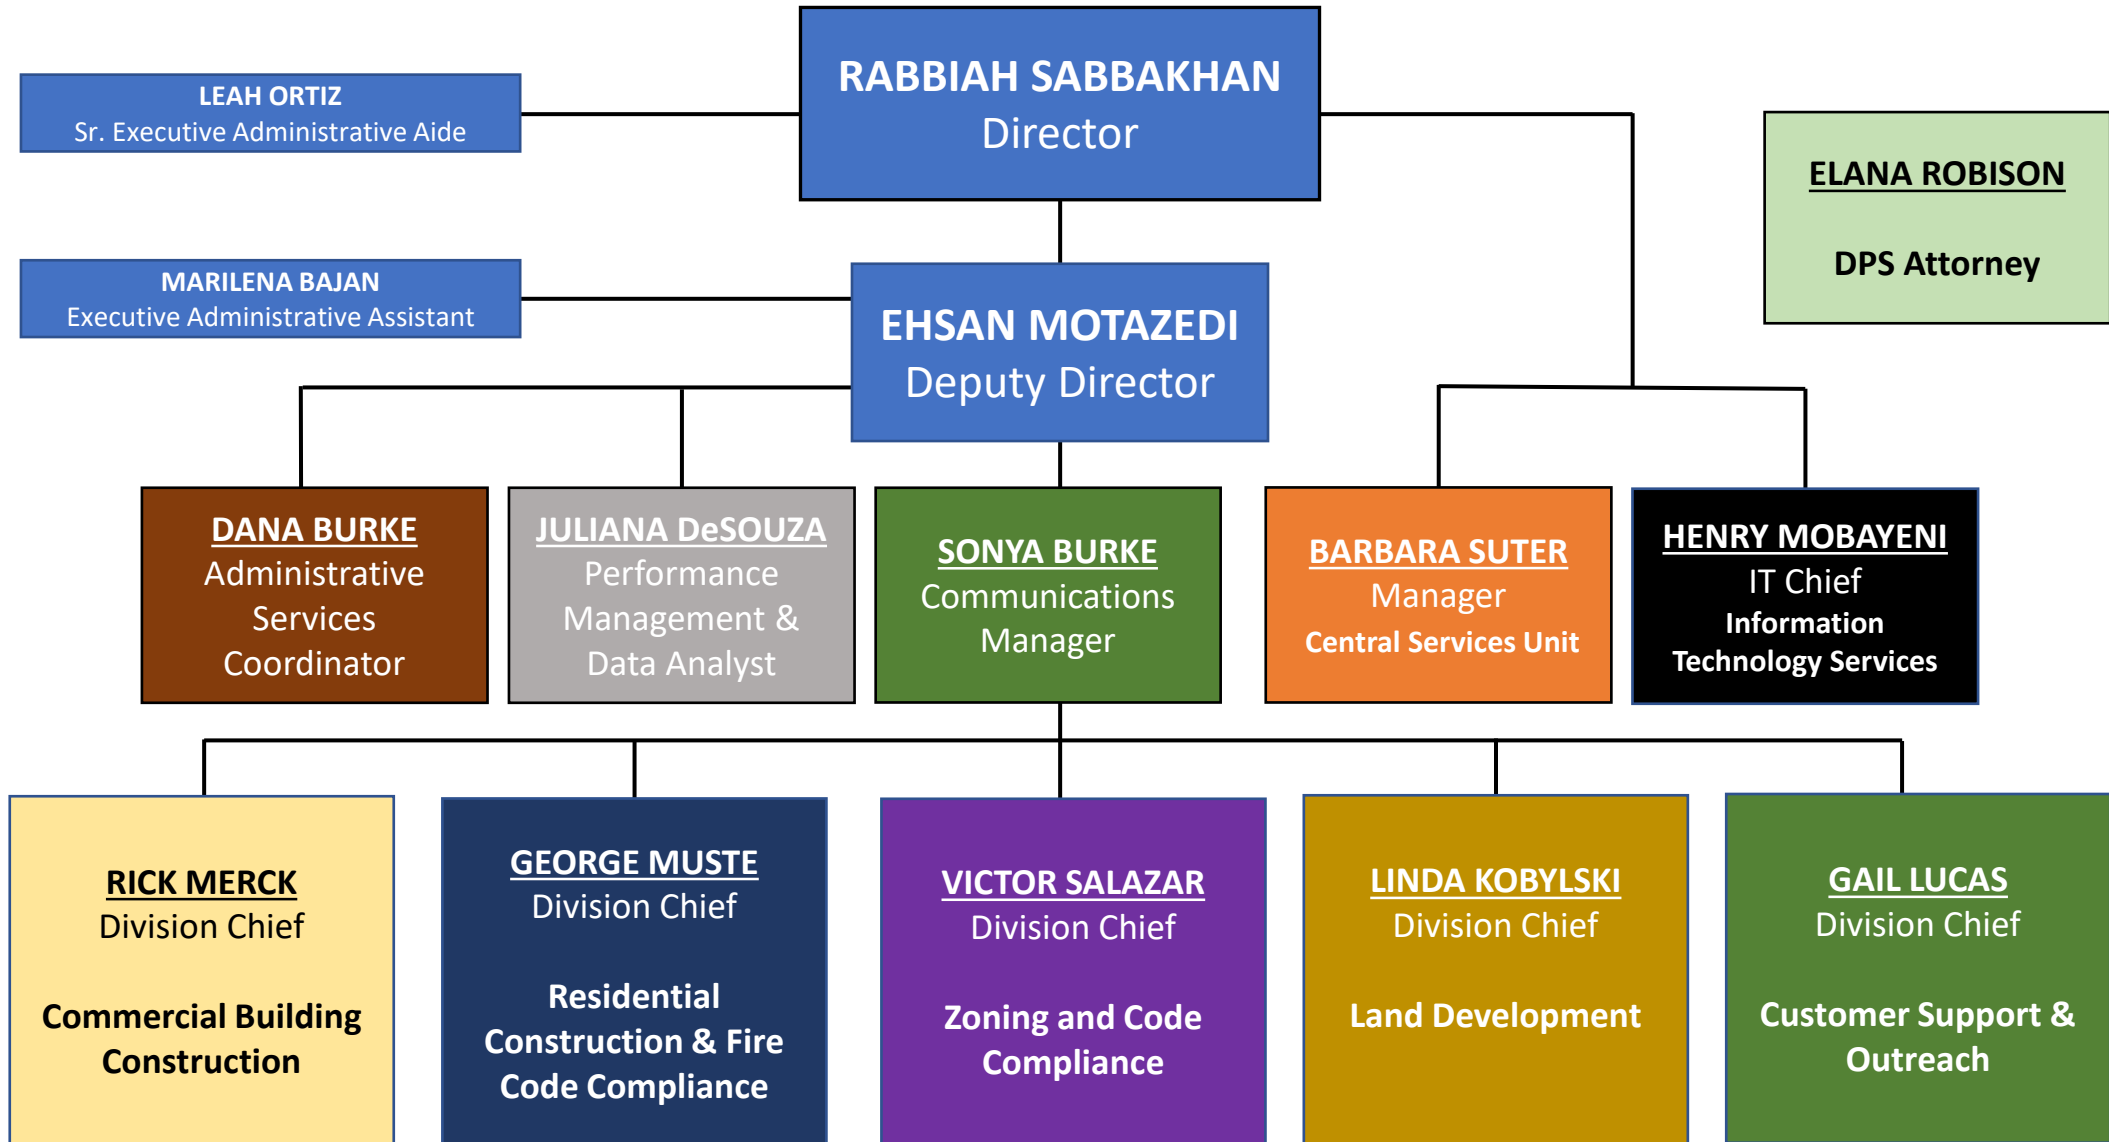 RABBIAH SABBAKHAN
Director
LEAH ORTIZ
Sr. Executive Administrative Aide
ELANA ROBISON
DPS Attorney
MARILENA BAJAN
Executive Administrative Assistant
EHSAN MOTAZEDI
Deputy Director
DANA BURKE
Administrative
Services
Coordinator
JULIANA DeSOUZA
Performance
Management &
Data Analyst
SONYA BURKE
Communications
Manager
BARBARA SUTER
Manager
Central Services Unit
HENRY MOBAYENI
IT Chief
Information
Technology Services
RICK MERCK
Division Chief
Commercial Building
Construction
GEORGE MUSTE
Division Chief
Residential
Construction & Fire
Code Compliance
VICTOR SALAZAR
Division Chief
Zoning and Code
Compliance
LINDA KOBYLSKI
Division Chief
Land Development
GAIL LUCAS
Division Chief
Customer Support &
Outreach